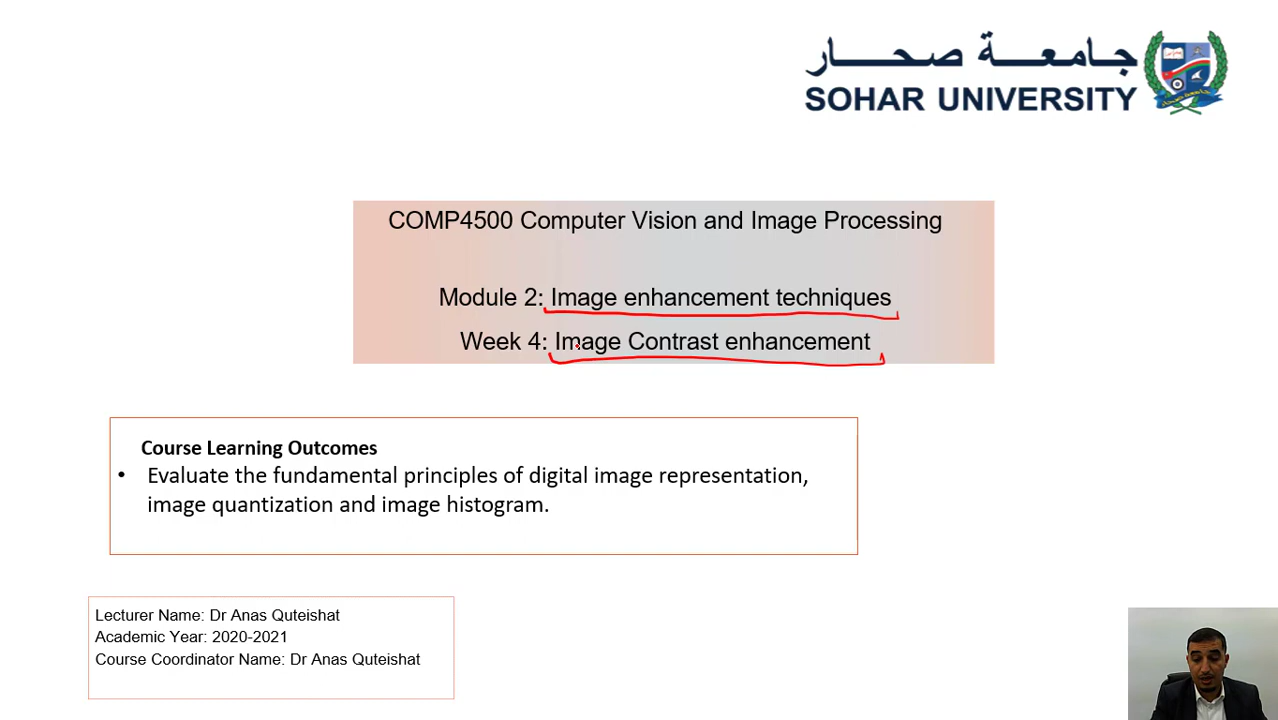 جامعة صحار
SOHAR UNIVERSITY
COMP4500 Computer Vision and Image Processing
Module 2: Image enhancement techniques
Week 4: Image Contrast enhancement
Course Learning Outcomes
• Evaluate the fundamental principles of digital image representation,
image quantization and image histogram.
Lecturer Name: Dr Anas Quteishat
Academic Year: 2020-2021
Course Coordinator Name: Dr Anas Quteishat